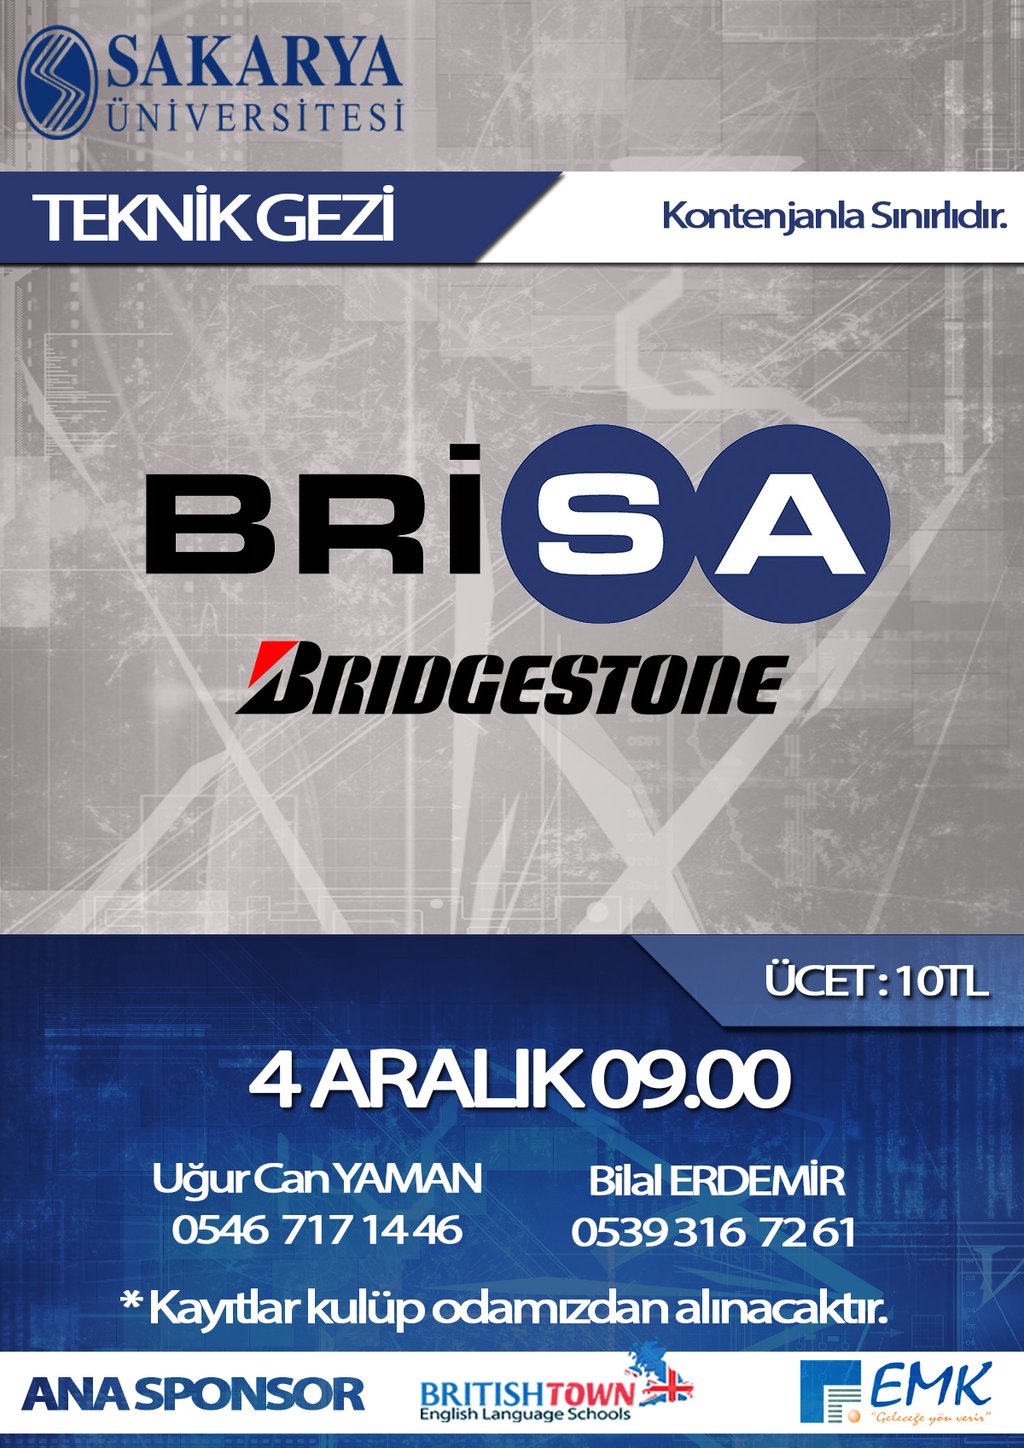 SAKARYA
ÜNİVERSİTESİ
TEKNİK GEZİ
Kontenjanla Sınırlıdır.
BRİSA
BRIDGESTONE
ÜCET : 10TL
4 ARALIK 09.00
Uğur Can YAMAN
0546 717 14 46
Bilal ERDEMİR
0539 316 72 61
* Kayıtlar kulüp odamızdan alınacaktır.
ANA SPONSOR
BRITISHTOWN
English Language Schools
EMK
"Geleceğe yön verir"